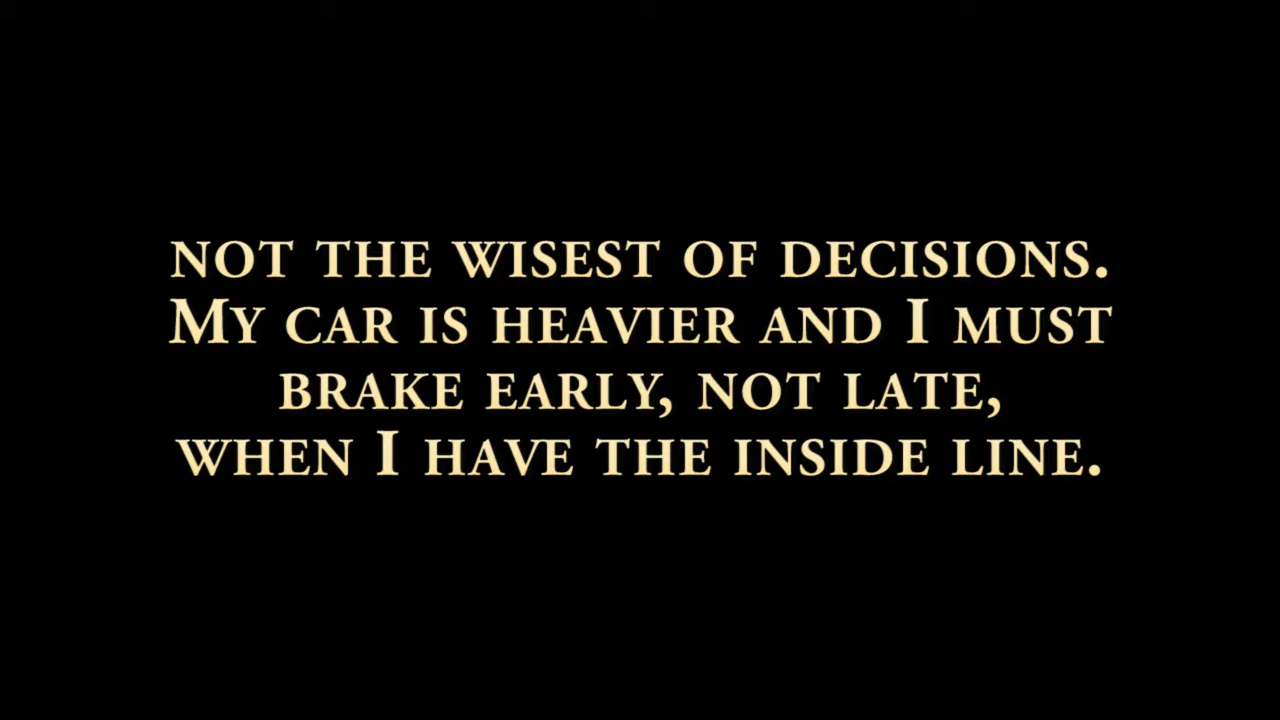 NOT THE WISEST OF DECISIONS.
MY CAR IS HEAVIER AND I MUST
BRAKE EARLY, NOT LATE,
WHEN I HAVE THE INSIDE LINE.